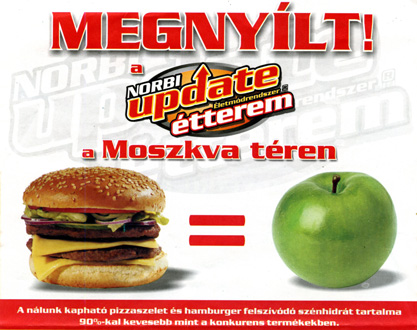 MEGNYÍLT!
a
NORBI
update
Életmódrendszer®
étterem
a Moszkva téren
=
A nálunk kapható pizzaszelet és hamburger felszívódó szénhidrát tartalma
90%-kal kevesebb mint a konkurens termékekben.